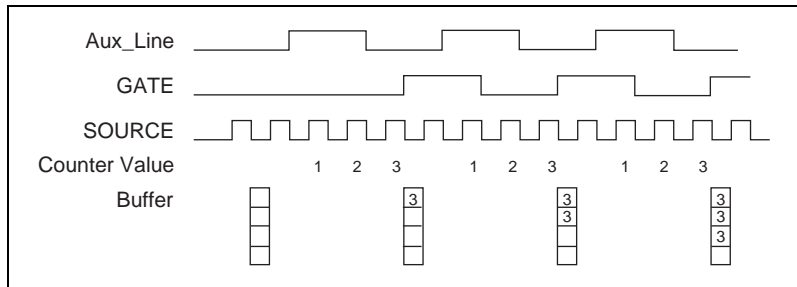 Aux_Line
GATE
SOURCE
Counter Value 1 2 3 1 2 3 1 2 3
Buffer
3 3 3
3 3
3